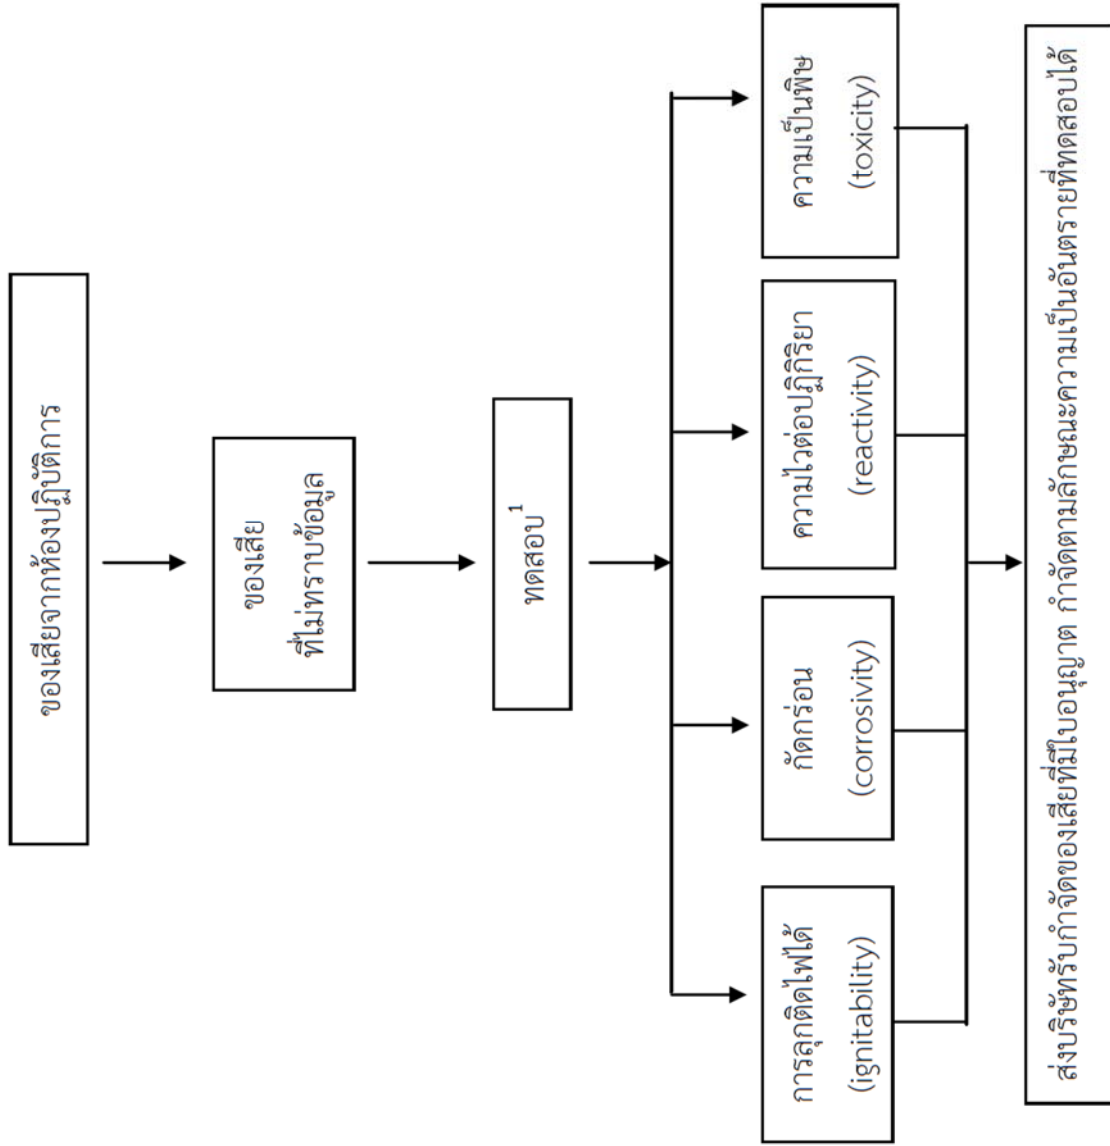 ของเสียจากห้องปฏิบัติการ
ของเสีย
ที่ไม่ทราบข้อมูล
ทดสอบ¹
การลุกติดไฟได้
(ignitability)
กัดกร่อน
(corrosivity)
ความไวต่อปฏิกิริยา
(reactivity)
ความเป็นพิษ
(toxicity)
ส่งบริษัทรับกำจัดของเสียที่มีใบอนุญาต กำจัดตามลักษณะความเป็นอันตรายที่ทดสอบได้